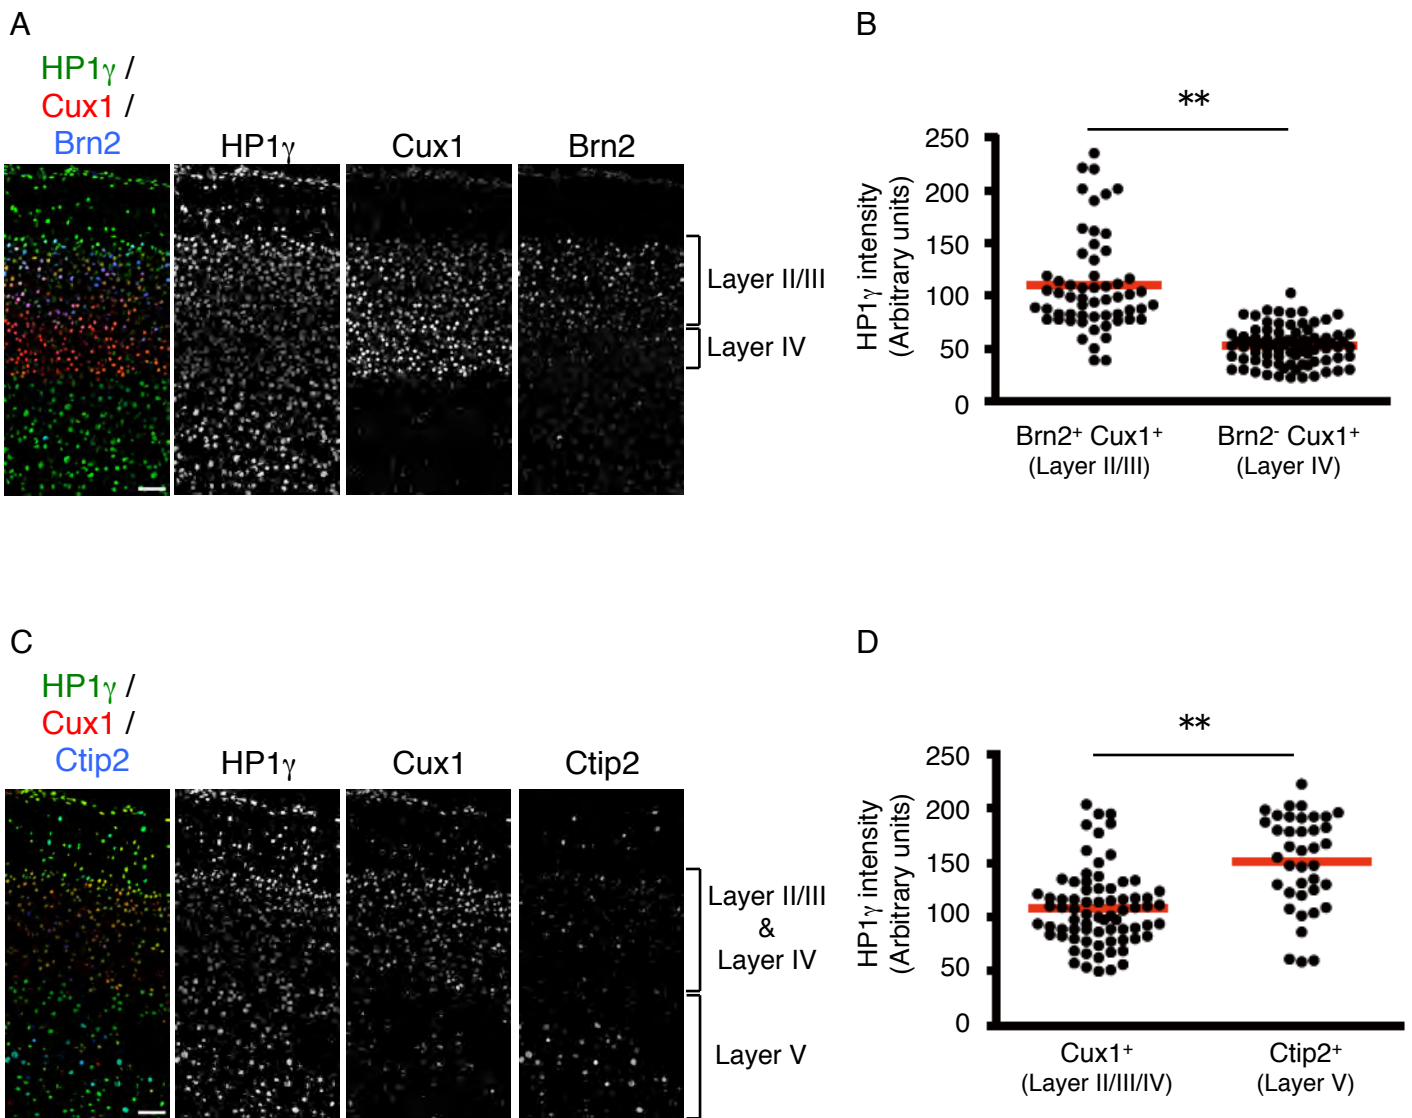 A
HP1γ /
Cux1 /
Brn2
HP1γ
Cux1
Brn2
Layer II/III
Layer IV
B
**
HP1γ intensity
(Arbitrary units)
250
200
150
100
50
0
Brn2⁺ Cux1⁺
(Layer II/III)
Brn2⁻ Cux1⁺
(Layer IV)
C
HP1γ /
Cux1 /
Ctip2
HP1γ
Cux1
Ctip2
Layer II/III
&
Layer IV
Layer V
D
**
HP1γ intensity
(Arbitrary units)
250
200
150
100
50
0
Cux1⁺
(Layer II/III/IV)
Ctip2⁺
(Layer V)